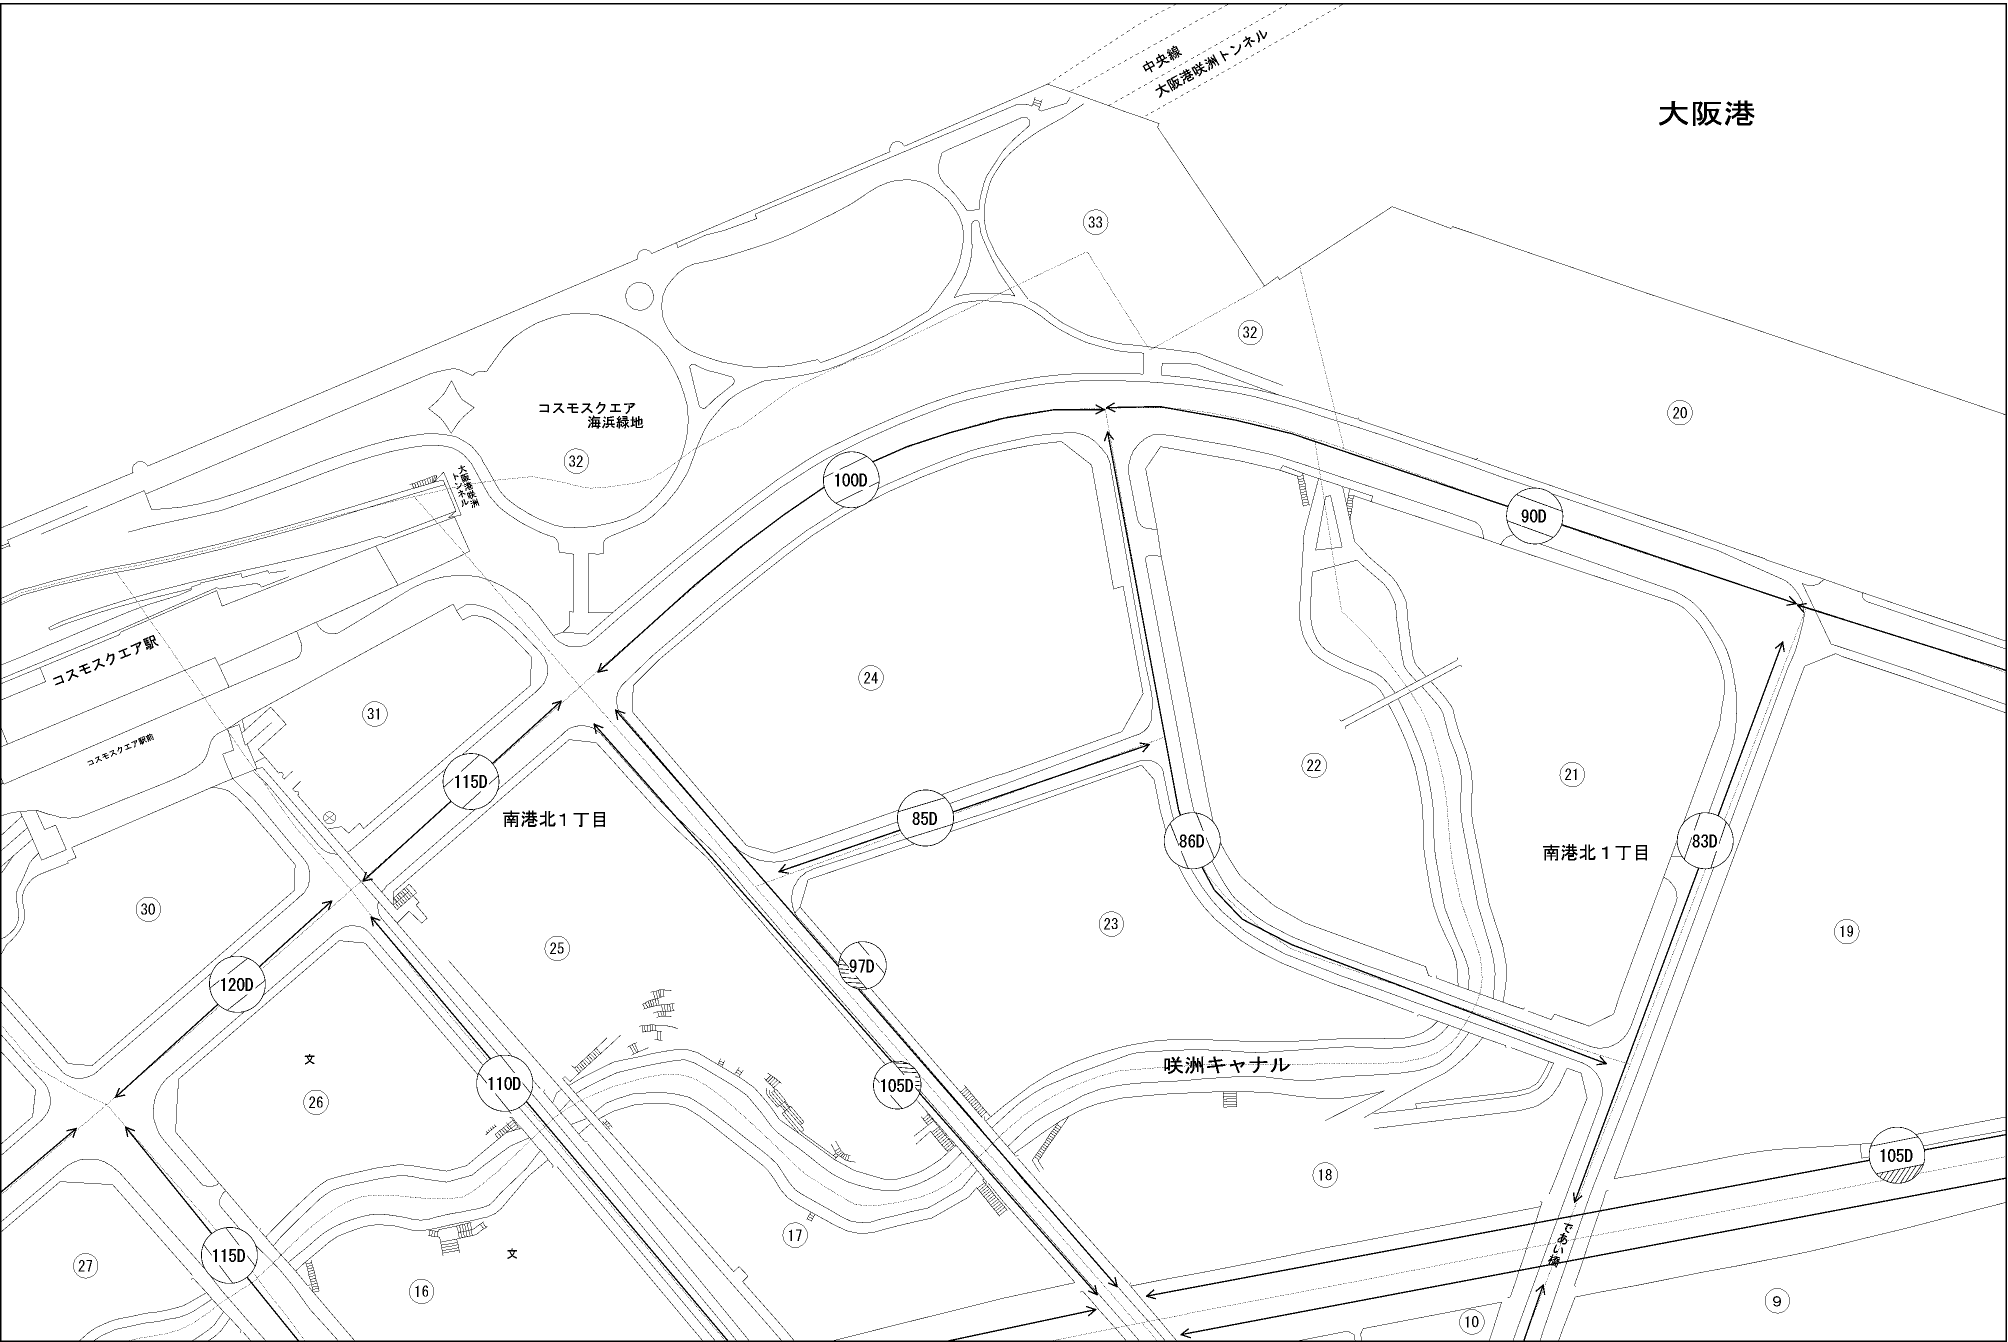 中央線
大阪港咲洲トンネル
大阪港
33
32
20
コスモスクエア
海浜緑地
32
大阪港咲洲
トンネル
100D
90D
コスモスクエア駅
コスモスクエア駅前
31
24
115D
22
21
南港北1丁目
85D
86D
83D
南港北1丁目
30
25
23
19
97D
120D
文
咲洲キャナル
110D
105D
26
105D
18
17
であい橋
115D
文
27
16
10
9